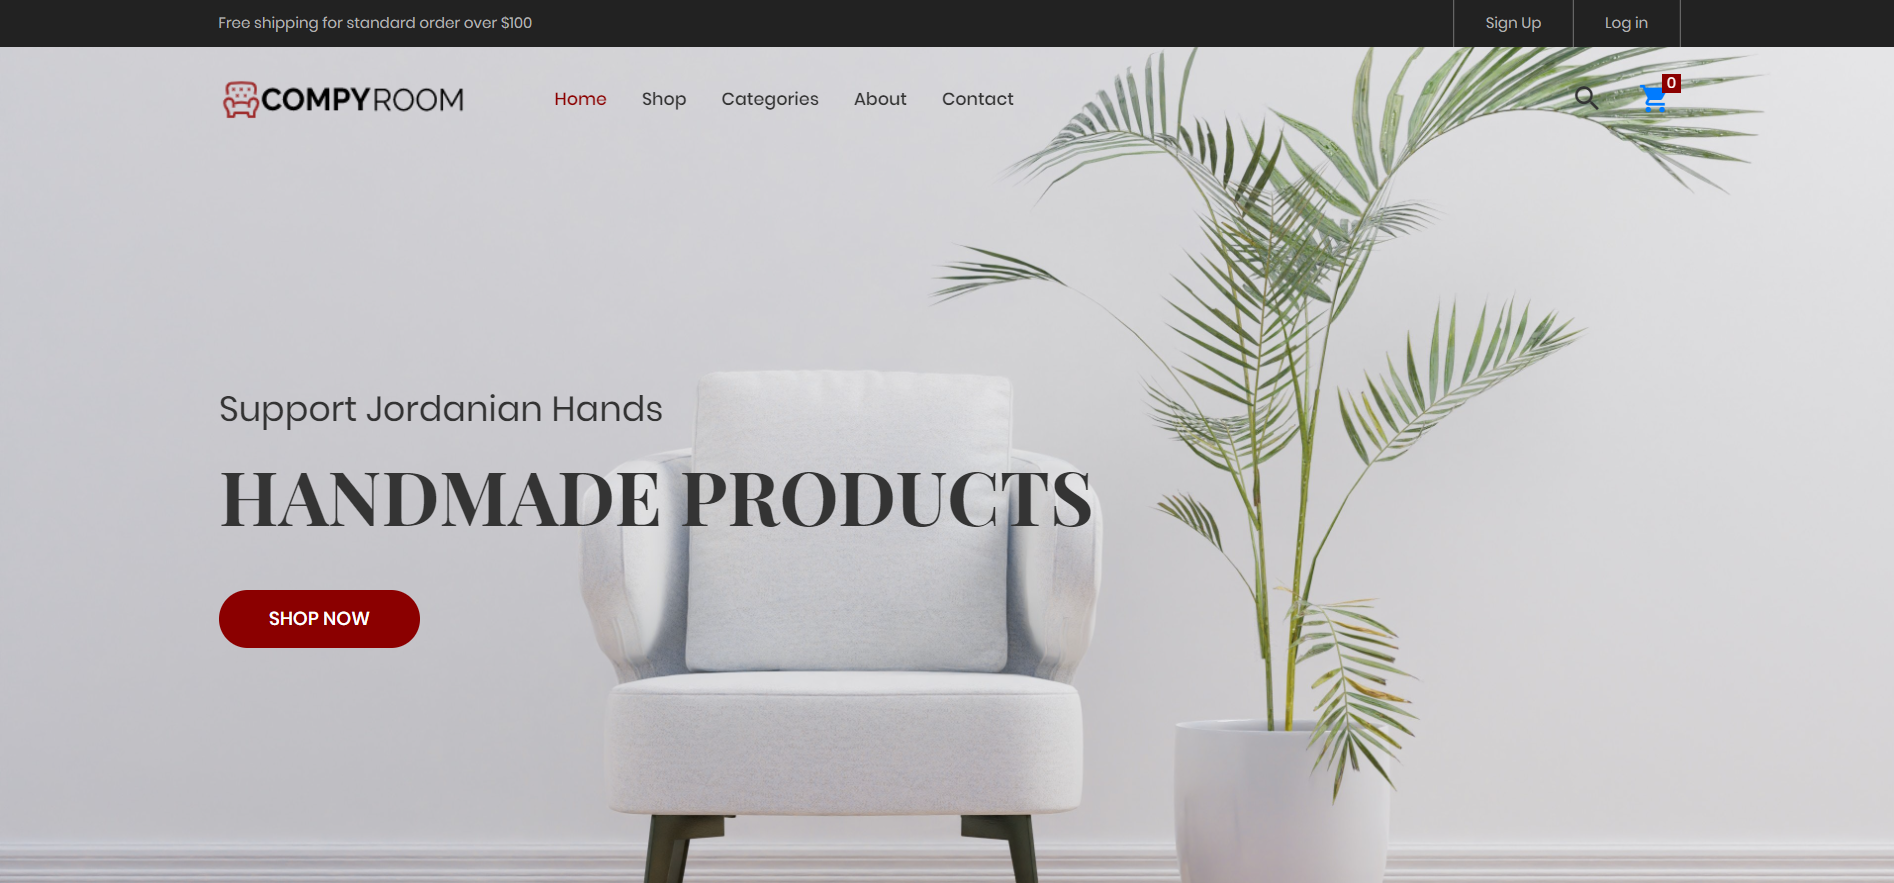 Free shipping for standard order over $100
Sign Up
Log in
COMPYROOM
Home
Shop
Categories
About
Contact
0
Support Jordanian Hands
HANDMADE PRODUCTS
SHOP NOW